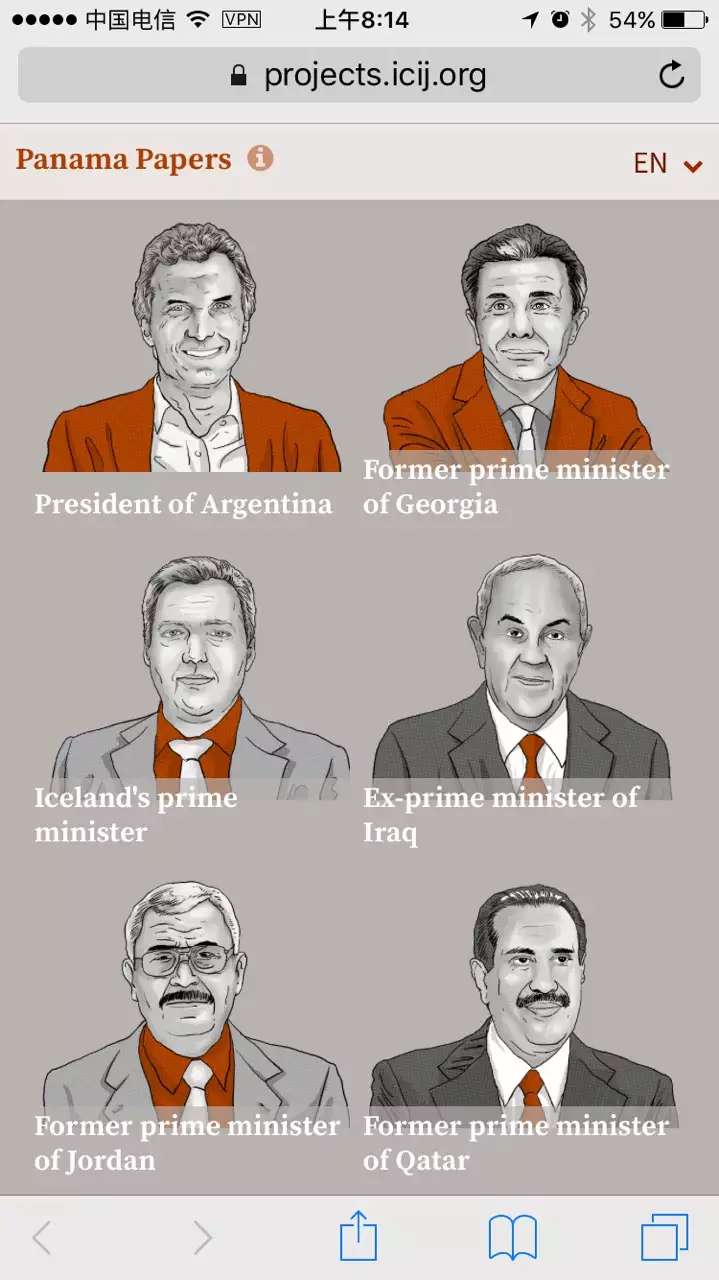 中国电信 VPN 上午8:14 54%
projects.icij.org
Panama Papers EN
President of Argentina
Former prime minister
of Georgia
Iceland's prime
minister
Ex-prime minister of
Iraq
Former prime minister
of Jordan
Former prime minister
of Qatar